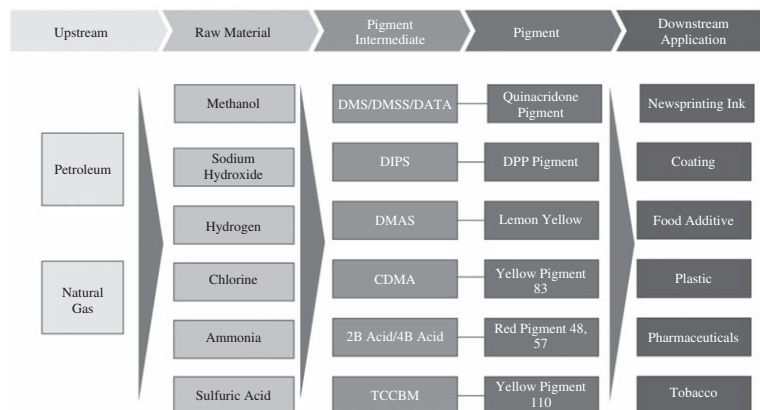 Upstream
Raw Material
Pigment
Intermediate
Pigment
Downstream
Application
Petroleum
Natural
Gas
Methanol
Sodium
Hydroxide
Hydrogen
Chlorine
Ammonia
Sulfuric Acid
DMS/DMSS/DATA
DIPS
DMAS
CDMA
2B Acid/4B Acid
TCCBM
Quinacridone
Pigment
DPP Pigment
Lemon Yellow
Yellow Pigment
83
Red Pigment 48,
57
Yellow Pigment
110
Newsprinting Ink
Coating
Food Additive
Plastic
Pharmaceuticals
Tobacco